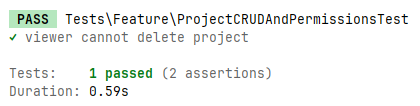 PASS Tests\Feature\ProjectCRUDAndPermissionsTest
✓ viewer cannot delete project
Tests: 1 passed (2 assertions)
Duration: 0.59s